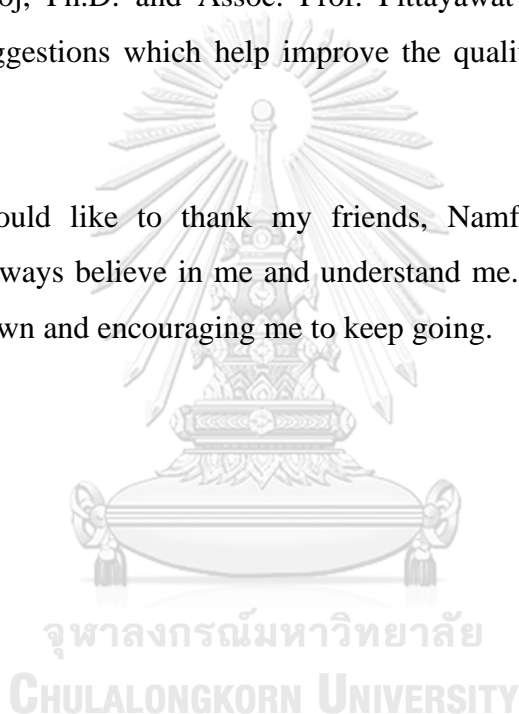 oj, Ph.D. and Assoc. Prof. Pittayawat
ggestions which help improve the quali
ould like to thank my friends, Namf
ways believe in me and understand me.
wn and encouraging me to keep going.
จุฬาลงกรณ์มหาวิทยาลัย
CHULALONGKORN UNIVERSITY